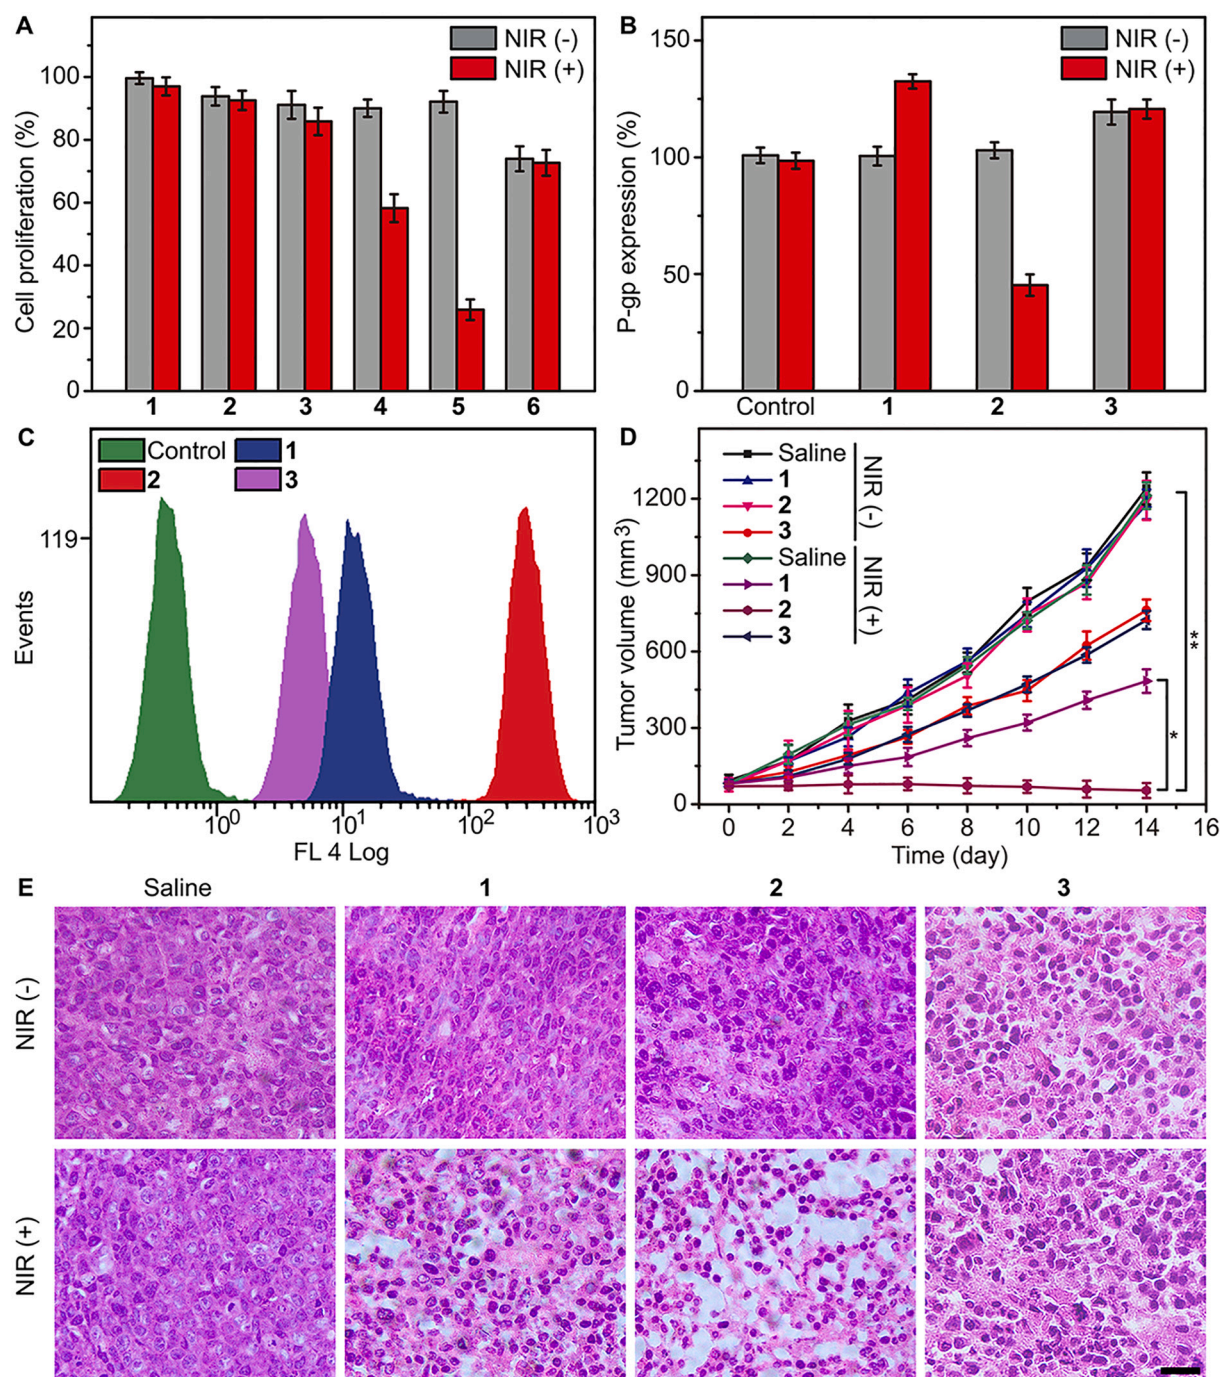 A
NIR (-)
NIR (+)
Cell proliferation (%)
100
80
60
40
20
0
1 2 3 4 5 6
B
NIR (-)
NIR (+)
P-gp expression (%)
150
100
50
0
Control 1 2 3
C
Control 1
2 3
Events
119
10⁰ 10¹ 10² 10³
FL 4 Log
D
Saline
1
2
3
NIR (-)
Saline
1
2
3
NIR (+)
Tumor volume (mm³)
1200
900
600
300
0
**
*
0 2 4 6 8 10 12 14 16
Time (day)
E
Saline 1 2 3
NIR (-)
NIR (+)